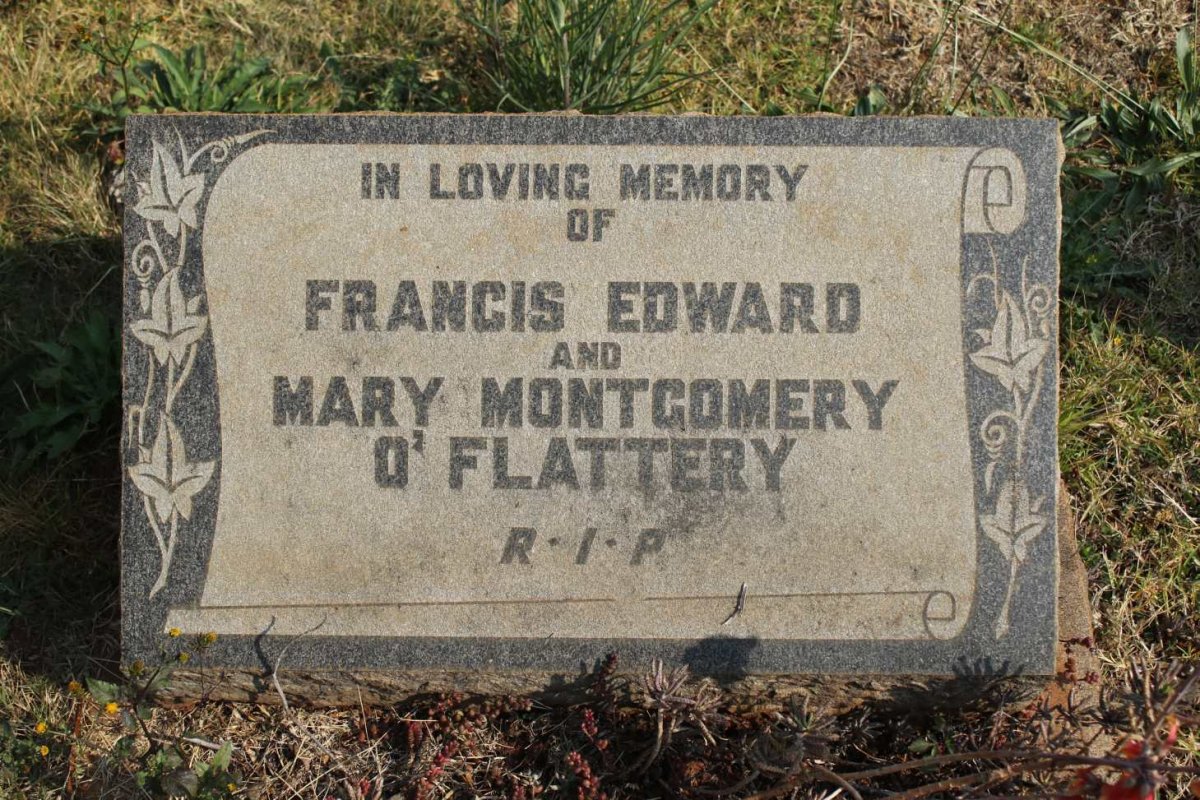 IN LOVING MEMORY
OF
FRANCIS EDWARD
AND
MARY MONTGOMERY
O'FLATTERY
R·I·P